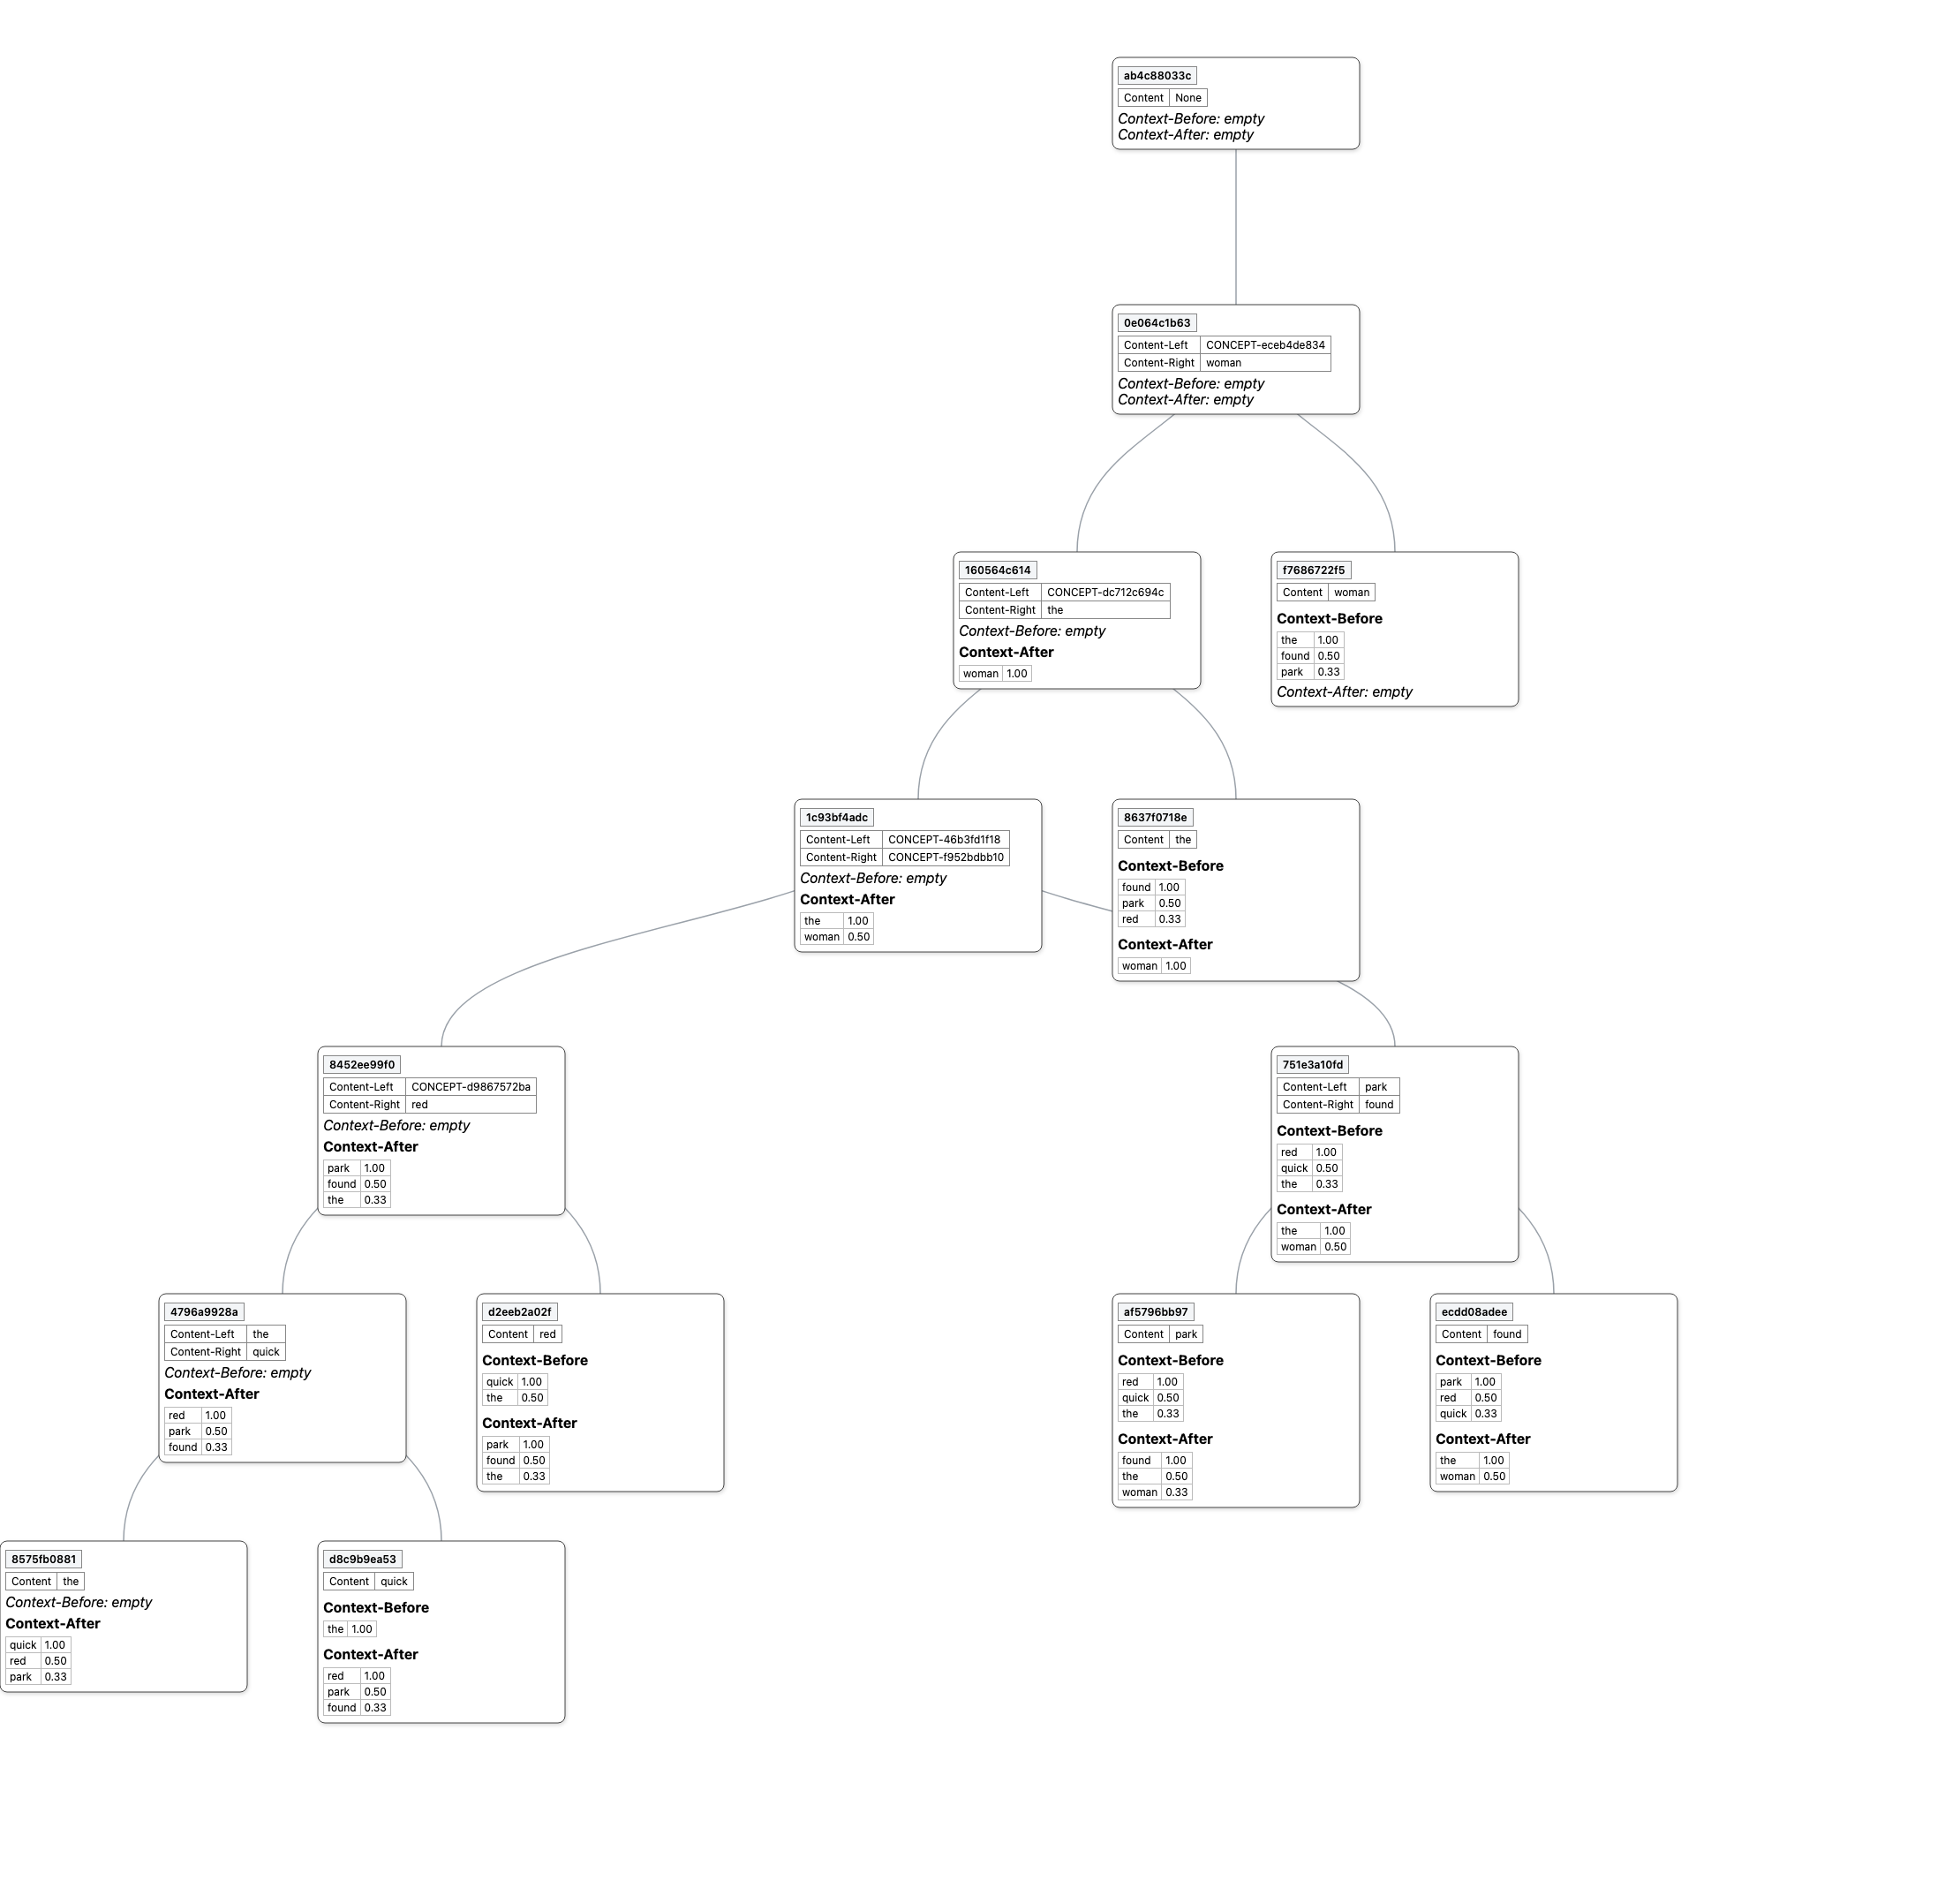 ab4c88033c
Content None
Context-Before: empty
Context-After: empty
0e064c1b63
Content-Left CONCEPT-eceb4de834
Content-Right woman
Context-Before: empty
Context-After: empty
160564c614
Content-Left CONCEPT-dc712c694c
Content-Right the
Context-Before: empty
Context-After
woman 1.00
f7686722f5
Content woman
Context-Before
the 1.00
found 0.50
park 0.33
Context-After: empty
1c93bf4adc
Content-Left CONCEPT-46b3fd1f18
Content-Right CONCEPT-f952bdbb10
Context-Before: empty
Context-After
the 1.00
woman 0.50
8637f0718e
Content the
Context-Before
found 1.00
park 0.50
red 0.33
Context-After
woman 1.00
8452ee99f0
Content-Left CONCEPT-d9867572ba
Content-Right red
Context-Before: empty
Context-After
park 1.00
found 0.50
the 0.33
751e3a10fd
Content-Left park
Content-Right found
Context-Before
red 1.00
quick 0.50
the 0.33
Context-After
the 1.00
woman 0.50
4796a9928a
Content-Left the
Content-Right quick
Context-Before: empty
Context-After
red 1.00
park 0.50
found 0.33
d2eeb2a02f
Content red
Context-Before
quick 1.00
the 0.50
Context-After
park 1.00
found 0.50
the 0.33
af5796bb97
Content park
Context-Before
red 1.00
quick 0.50
the 0.33
Context-After
found 1.00
the 0.50
woman 0.33
ecdd08adee
Content found
Context-Before
park 1.00
red 0.50
quick 0.33
Context-After
the 1.00
woman 0.50
8575fb0881
Content the
Context-Before: empty
Context-After
quick 1.00
red 0.50
park 0.33
d8c9b9ea53
Content quick
Context-Before
the 1.00
Context-After
red 1.00
park 0.50
found 0.33